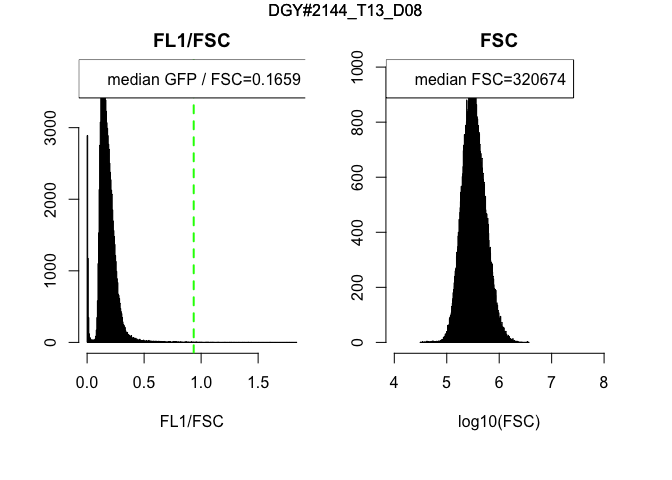 DGY#2144_T13_D08
FL1/FSC
median GFP / FSC=0.1659
0
1000
2000
3000
0.0 0.5 1.0 1.5
FL1/FSC
FSC
median FSC=320674
0
200
400
600
800
1000
4 5 6 7 8
log10(FSC)